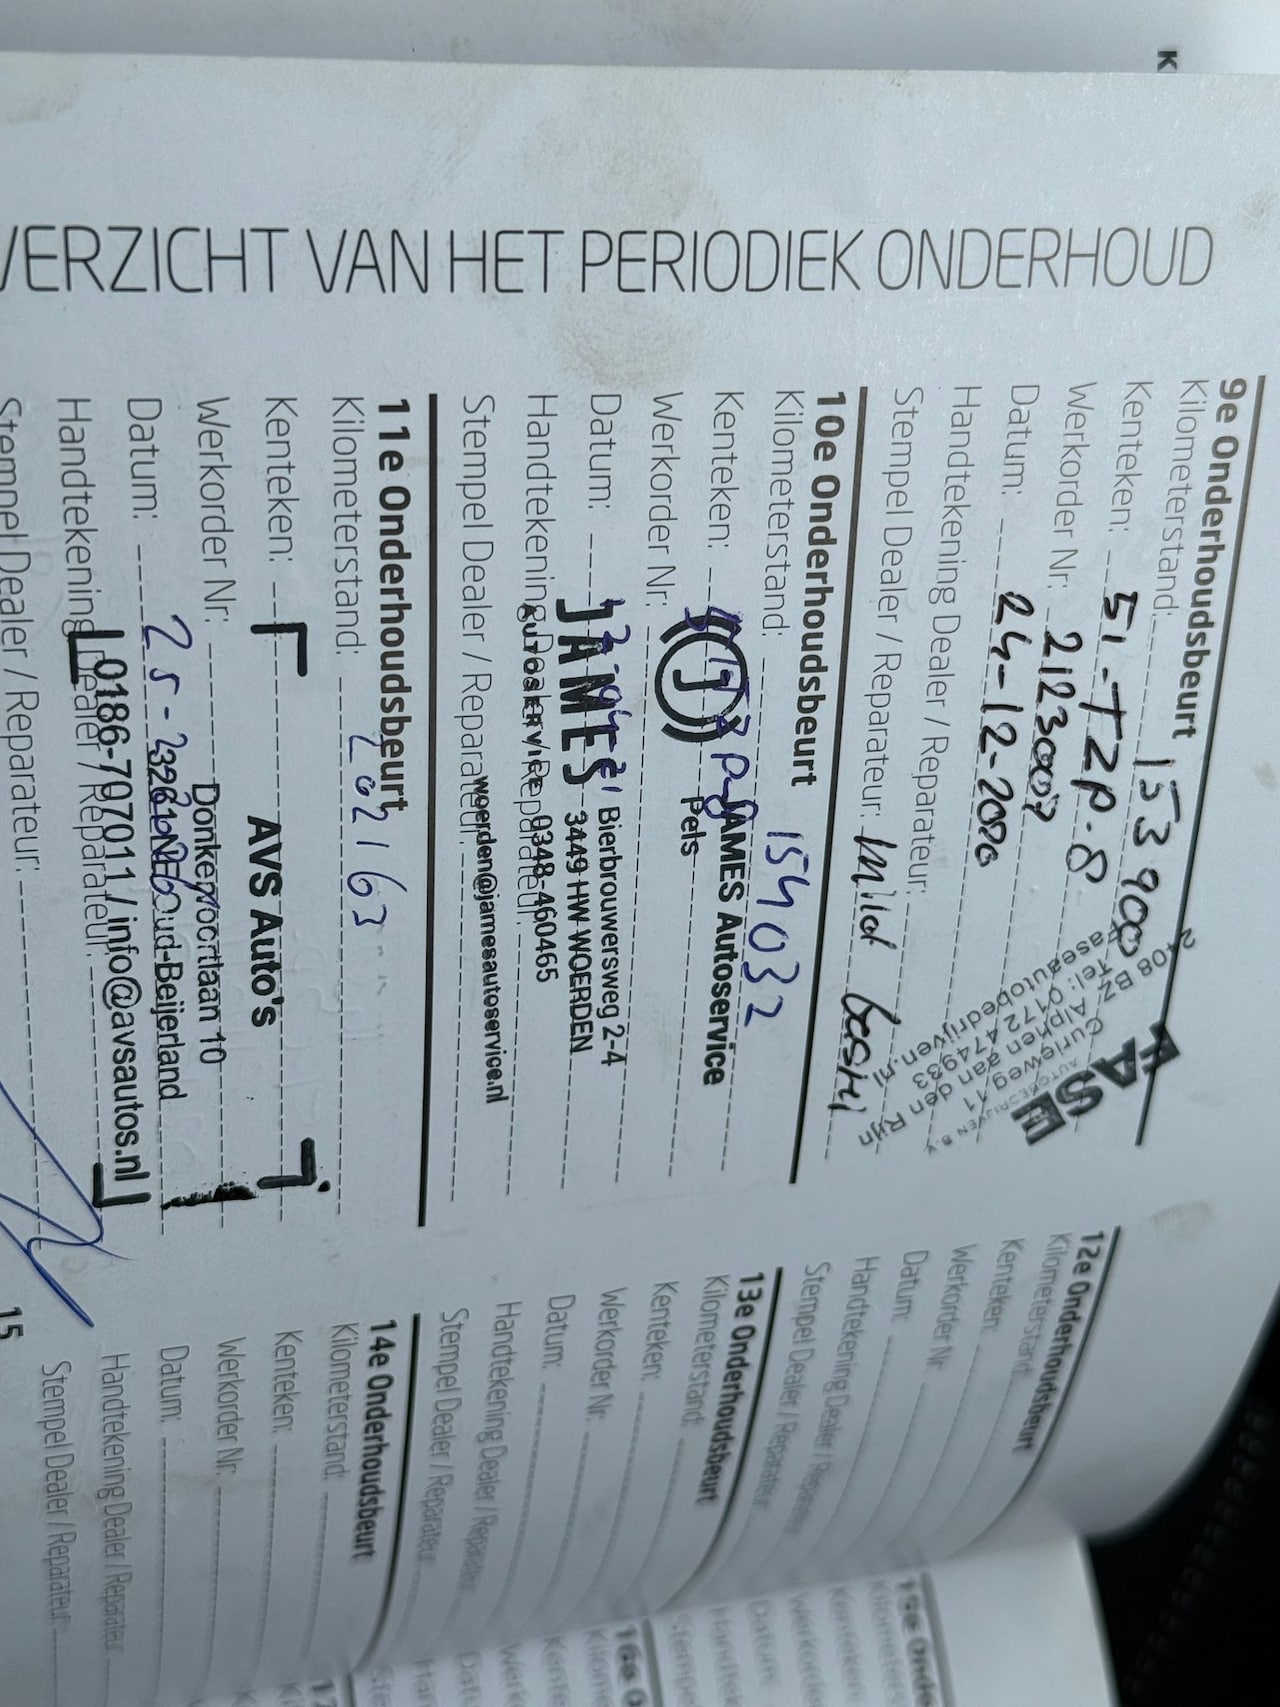 VERZICHT VAN HET PERIODIEK ONDERHOUD
9e Onderhoudsbeurt
Kilometerstand: 153900
Kenteken: 51-TZP-8
Werkorder Nr:
Datum: 24-12-2020
Handtekening Dealer / Reparateur:
Stempel Dealer / Reparateur:
FASE
AUTOBEDRIJVEN B.V.
Curieweg 11
2408 BZ Alphen aan den Rijn
Tel: 0172 474933
faseautobedrijven.nl
10e Onderhoudsbeurt
Kilometerstand: 154032
Kenteken:
Werkorder Nr:
Datum:
Handtekening Dealer / Reparateur:
Stempel Dealer / Reparateur:
J
JAMES
AUTOSERVICE
JAMES Autoservice
Pels
Bierbrouwersweg 2-4
3449 HW WOERDEN
0348-460465
woerden@jamesautoservice.nl
11e Onderhoudsbeurt
Kilometerstand: 202163
Kenteken:
Werkorder Nr:
Datum: 25-
Handtekening Dealer / Reparateur:
Stempel Dealer / Reparateur:
AVS Auto's
Donkervoortlaan 10
Oud-Beijerland
0186-797011 / info@avsautos.nl
15
12e Onderhoudsbeurt
Kilometerstand:
Kenteken:
Werkorder Nr:
Datum:
Handtekening Dealer / Reparateur
Stempel Dealer / Reparateur
13e Onderhoudsbeurt
Kilometerstand:
Kenteken:
Werkorder Nr:
Datum:
Handtekening Dealer / Reparateur
Stempel Dealer / Reparateur:
14e Onderhoudsbeurt
Kilometerstand:
Kenteken:
Werkorder Nr:
Datum:
Handtekening Dealer / Reparateur
Stempel Dealer / Reparateur: